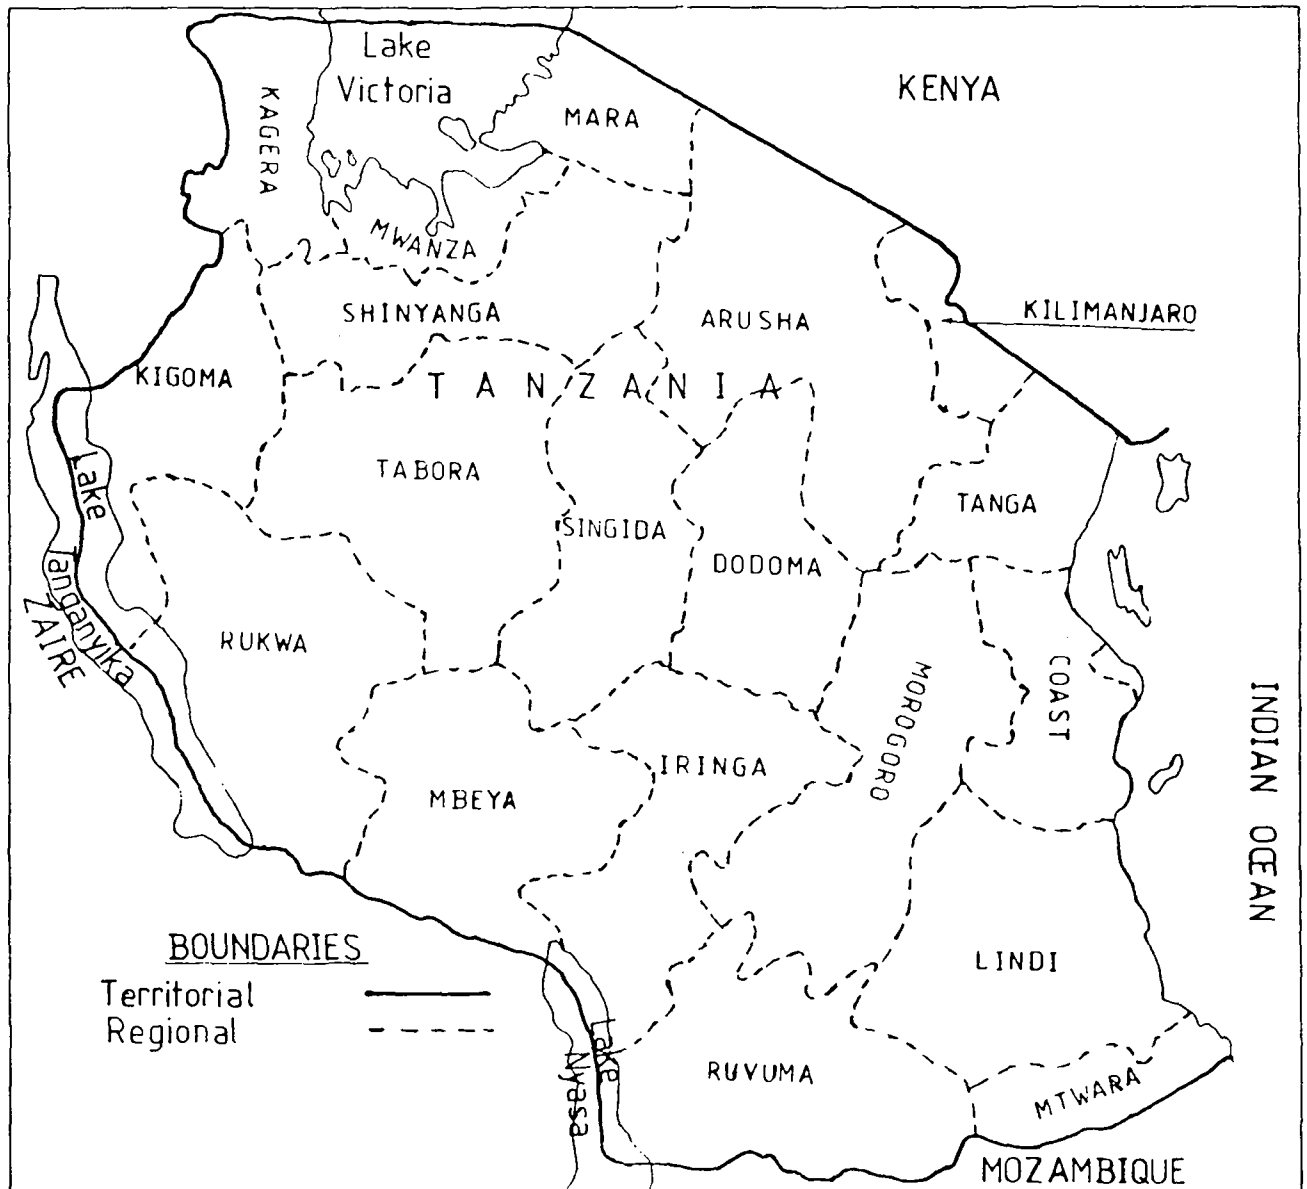 Lake
Victoria
KENYA
KAGERA
MARA
MWANZA
SHINYANGA
ARUSHA
KILIMANJARO
KIGOMA
TANZANIA
TABORA
Lake
Tanganyika
SINGIDA
TANGA
DODOMA
ZAIRE
RUKWA
COAST
MOROGORO
INDIAN OCEAN
IRINGA
MBEYA
BOUNDARIES
Territorial
Regional
LINDI
Lake
Nyasa
RUVUMA
MTWARA
MOZAMBIQUE